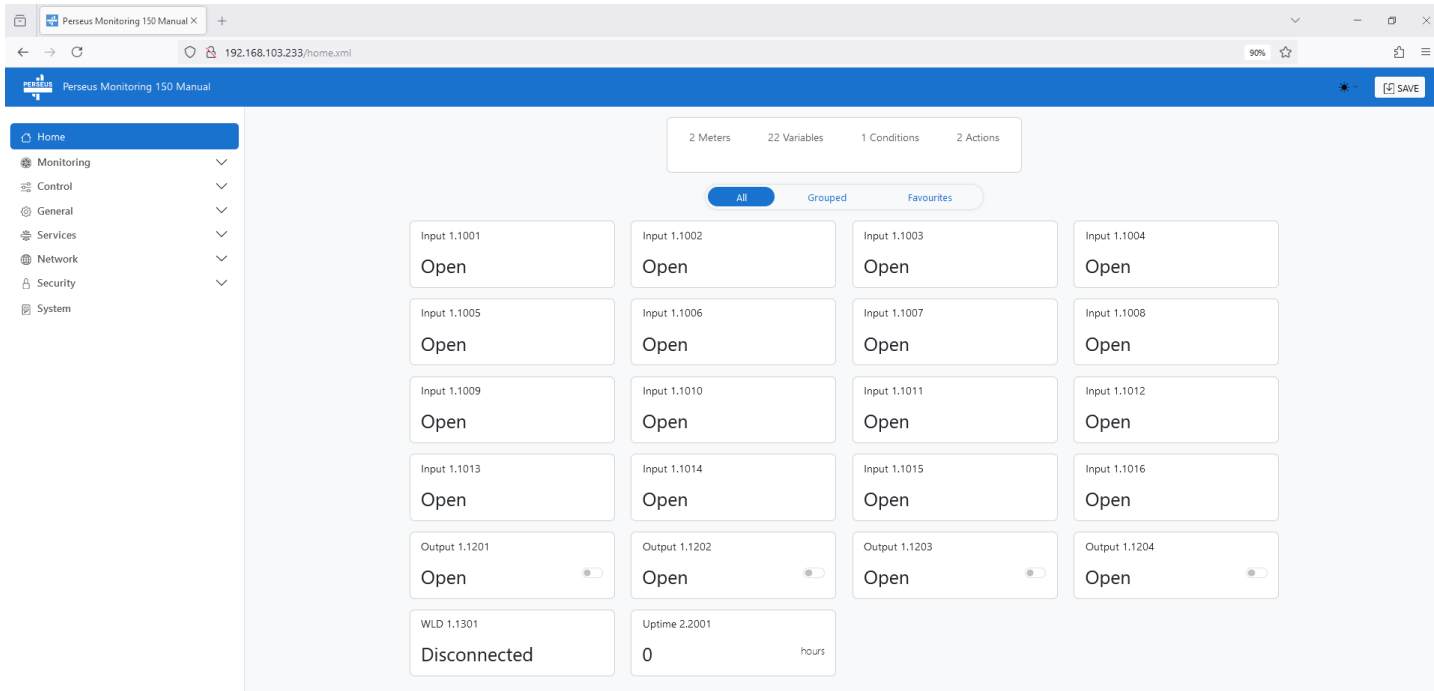 Perseus Monitoring 150 Manual
192.168.103.233/home.xml
90%
PERSEUS
Perseus Monitoring 150 Manual
SAVE
Home
Monitoring
Control
General
Services
Network
Security
System
2 Meters 22 Variables 1 Conditions 2 Actions
All Grouped Favourites
Input 1.1001 Input 1.1002 Input 1.1003 Input 1.1004
Open Open Open Open
Input 1.1005 Input 1.1006 Input 1.1007 Input 1.1008
Open Open Open Open
Input 1.1009 Input 1.1010 Input 1.1011 Input 1.1012
Open Open Open Open
Input 1.1013 Input 1.1014 Input 1.1015 Input 1.1016
Open Open Open Open
Output 1.1201 Output 1.1202 Output 1.1203 Output 1.1204
Open Open Open Open
WLD 1.1301 Uptime 2.2001
Disconnected 0 hours